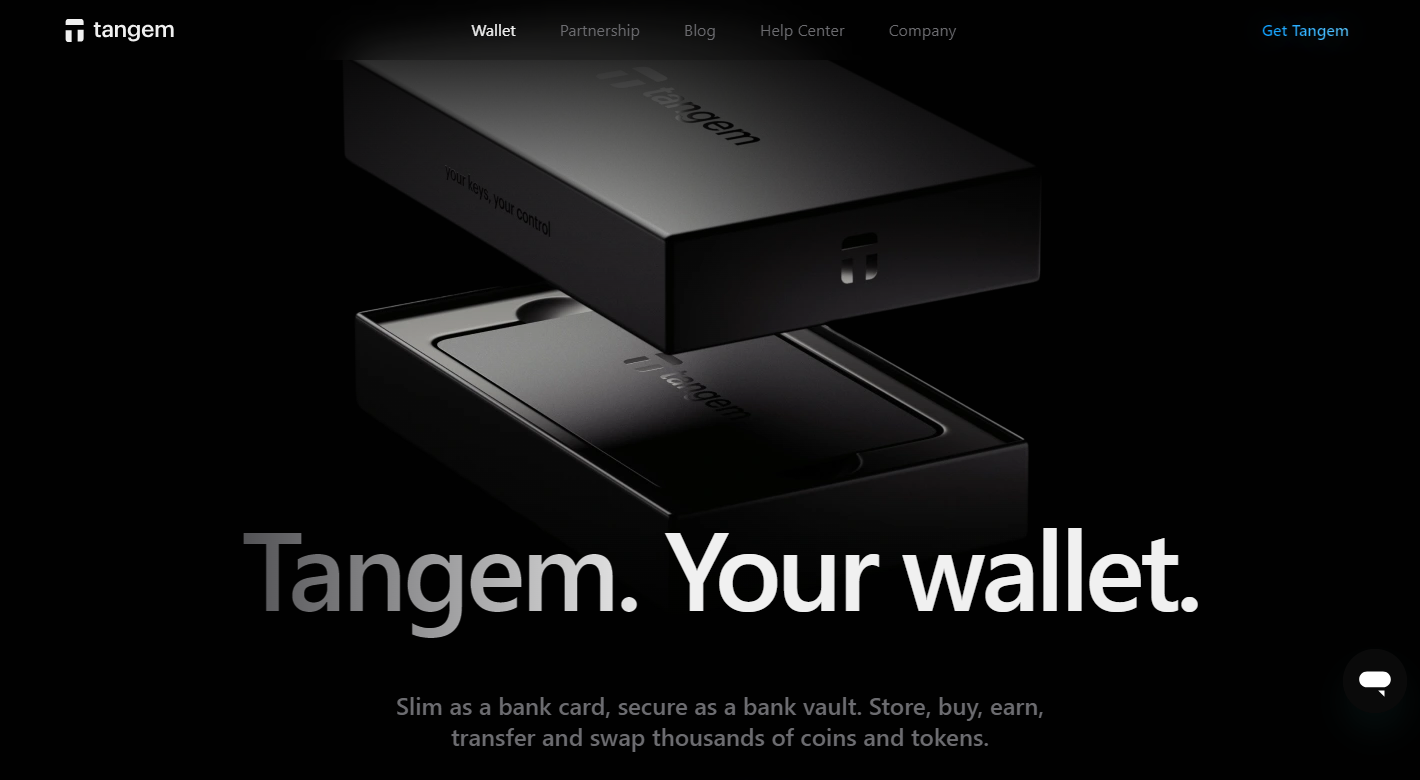 tangem
Wallet
Partnership
Blog
Help Center
Company
Get Tangem
tangem
your keys, your control
tangem
Tangem. Your wallet.
Slim as a bank card, secure as a bank vault. Store, buy, earn,
transfer and swap thousands of coins and tokens.